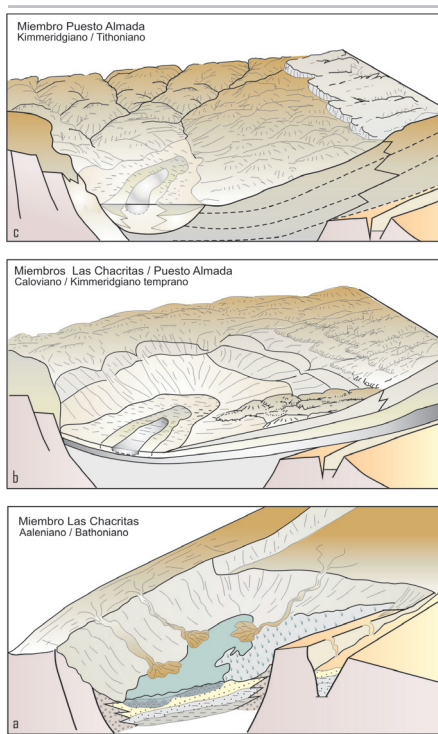 Miembro Puesto Almada
Kimmeridgiano / Tithoniano
c
Miembros Las Chacritas / Puesto Almada
Caloviano / Kimmeridgiano temprano
b
Miembro Las Chacritas
Aaleniano / Bathoniano
a